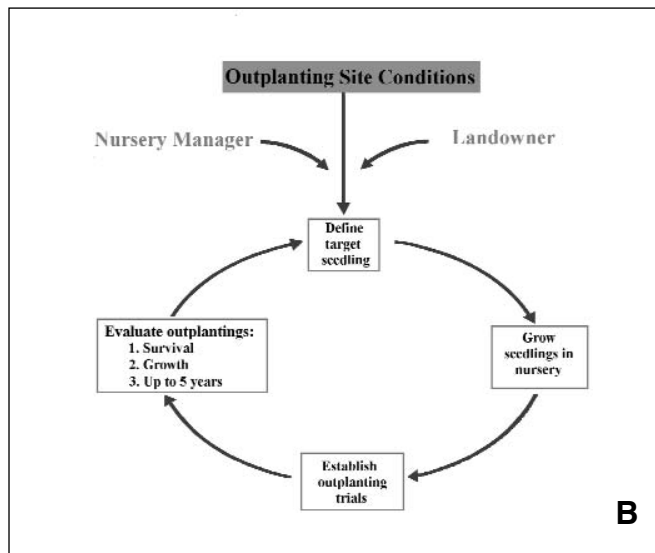 Outplanting Site Conditions
Nursery Manager
Landowner
Define
target
seedling
Evaluate outplantings:
1. Survival
2. Growth
3. Up to 5 years
Grow
seedlings in
nursery
Establish
outplanting
trials
B